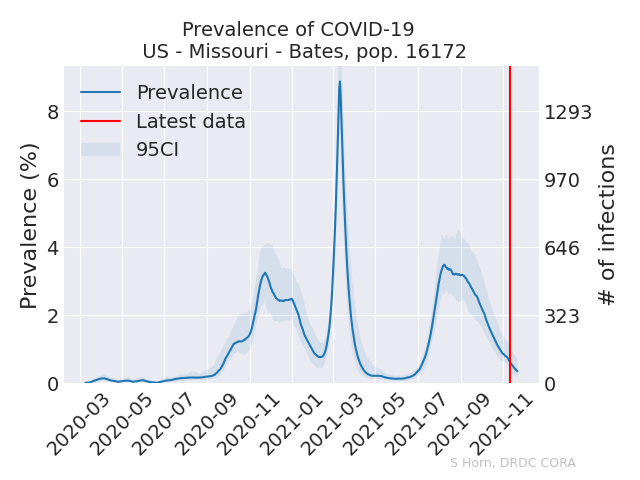 Prevalence of COVID-19
US - Missouri - Bates, pop. 16172
Prevalence
Latest data
95CI
Prevalence (%)
8
6
4
2
0
1293
970
646
323
0
# of infections
2020-03
2020-05
2020-07
2020-09
2020-11
2021-01
2021-03
2021-05
2021-07
2021-09
2021-11
S Horn, DRDC CORA